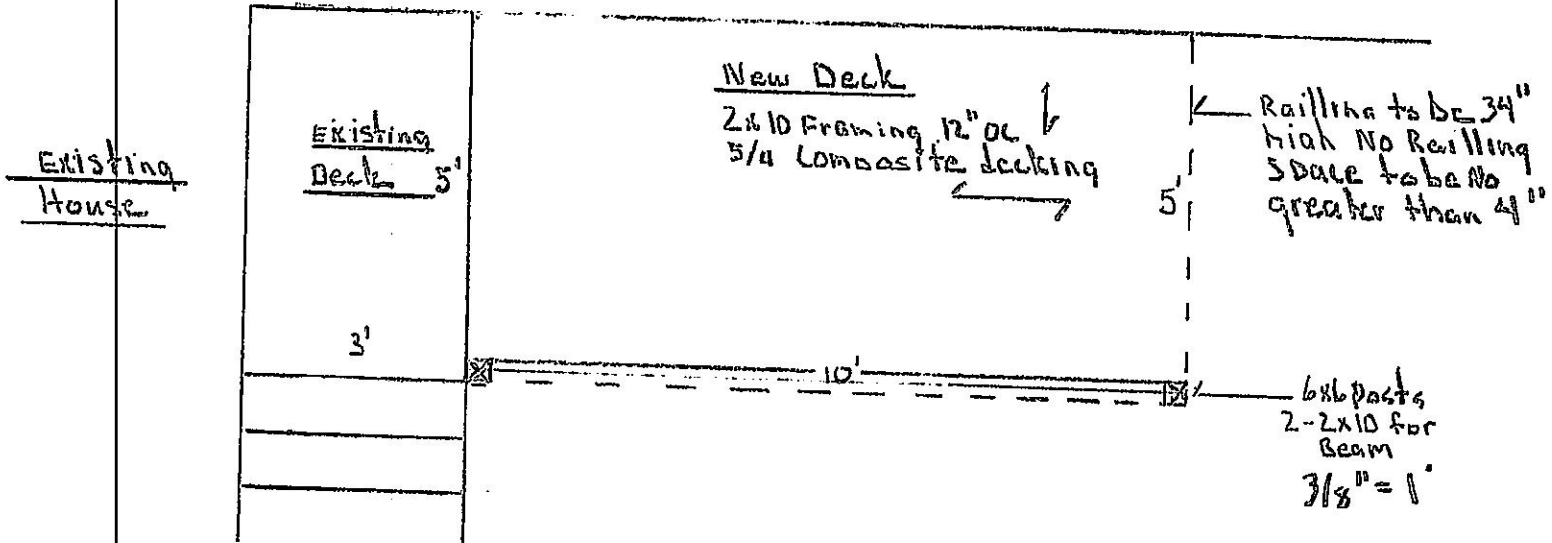 Existing
House
Existing
Deck 5'
3'
New Deck
2x10 Framing 12" OC
5/4 Composite decking
5'
10'
Railling to be 34"
high No Railling
Space to be No
greater than 4"
6x6 posts
2-2x10 for
Beam
3/8" = 1'